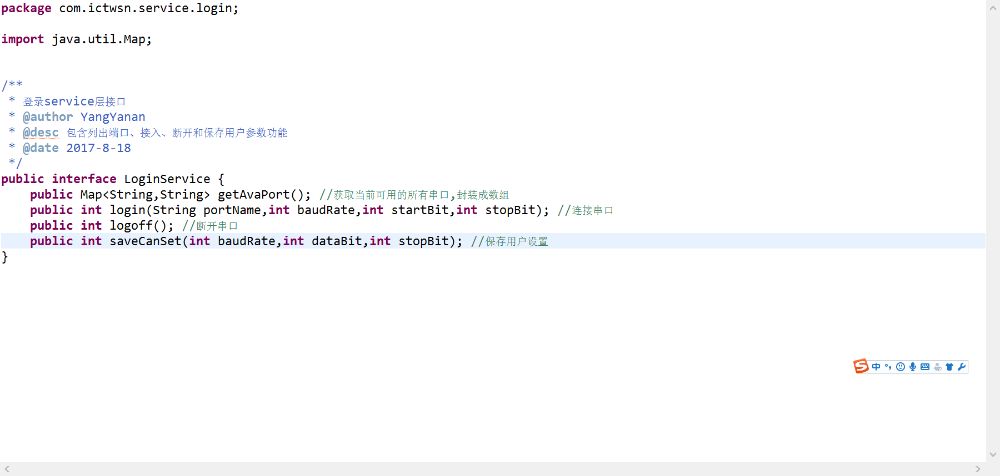 package com.ictwsn.service.login;
import java.util.Map;
/**
 * 登录service层接口
 * @author YangYanan
 * @desc 包含列出端口、接入、断开和保存用户参数功能
 * @date 2017-8-18
 */
public interface LoginService {
    public Map<String,String> getAvaPort(); //获取当前可用的所有串口,封装成数组
    public int login(String portName,int baudRate,int startBit,int stopBit); //连接串口
    public int logoff(); //断开串口
    public int saveCanSet(int baudRate,int dataBit,int stopBit); //保存用户设置
}
S 中